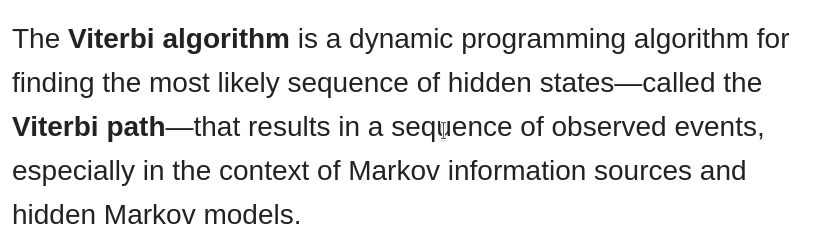 The Viterbi algorithm is a dynamic programming algorithm for
finding the most likely sequence of hidden states—called the
Viterbi path—that results in a sequence of observed events,
especially in the context of Markov information sources and
hidden Markov models.